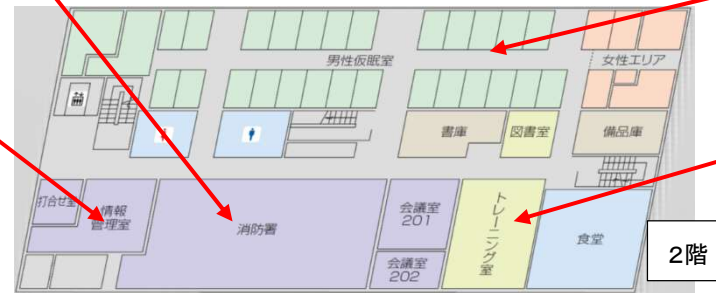 男性仮眠室
女性エリア
書庫
図書室
備品庫
打合せ室
情報
管理室
消防署
会議室
201
会議室
202
トレーニング室
食堂
2階